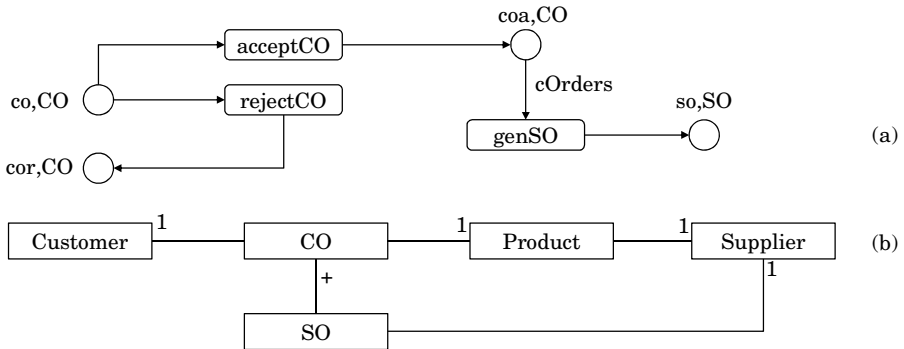 coa,CO
acceptCO
cOrders
co,CO
rejectCO
so,SO
genSO
(a)
cor,CO
1
1
1
Customer
CO
Product
Supplier
(b)
+
1
SO